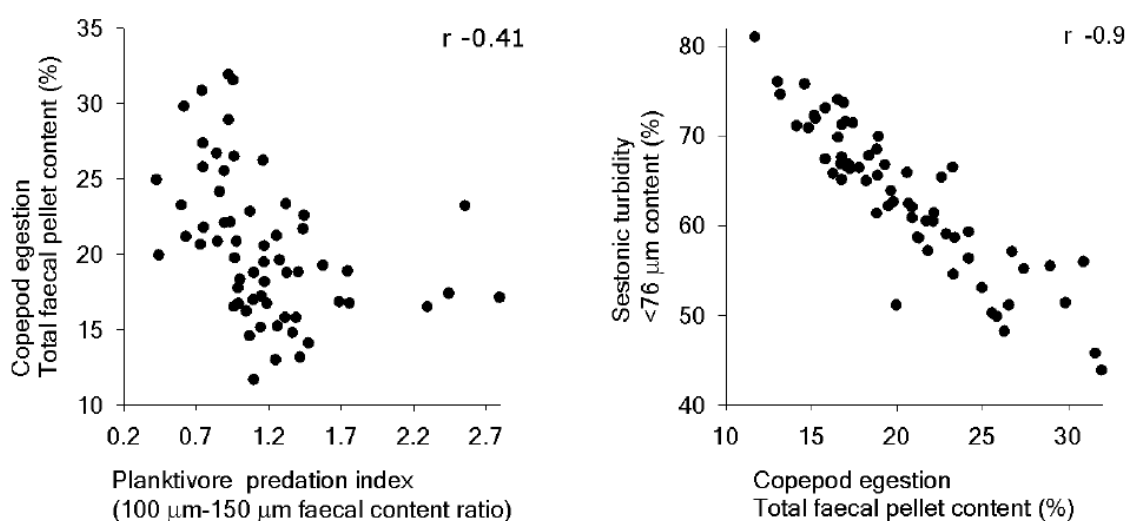 r -0.41
35
30
25
20
15
10
Copepod egestion
Total faecal pellet content (%)
0.2 0.7 1.2 1.7 2.2 2.7
Planktivore predation index
(100 µm-150 µm faecal content ratio)
r -0.9
80
70
60
50
40
Sestonic turbidity
<76 µm content (%)
10 15 20 25 30
Copepod egestion
Total faecal pellet content (%)